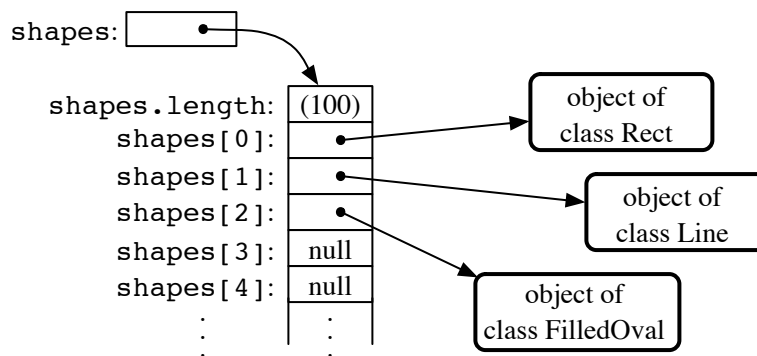 shapes:
shapes.length: (100)
shapes[0]:
shapes[1]:
shapes[2]:
shapes[3]: null
shapes[4]: null
object of
class Rect
object of
class Line
object of
class FilledOval